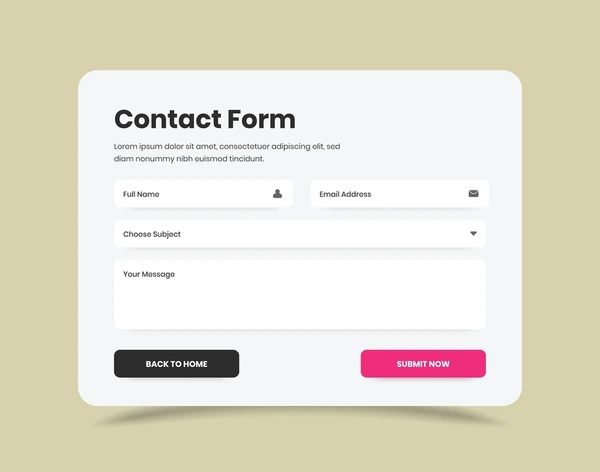 Contact Form
Lorem ipsum dolor sit amet, consectetuer adipiscing elit, sed
diam nonummy nibh euismod tincidunt.
Full Name
Email Address
Choose Subject
Your Message
BACK TO HOME
SUBMIT NOW